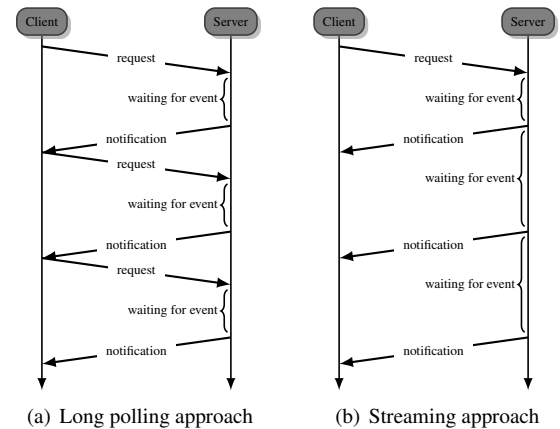 Client
Server
request
waiting for event
notification
request
waiting for event
notification
request
waiting for event
notification
(a) Long polling approach
Client
Server
request
waiting for event
notification
waiting for event
notification
waiting for event
notification
(b) Streaming approach